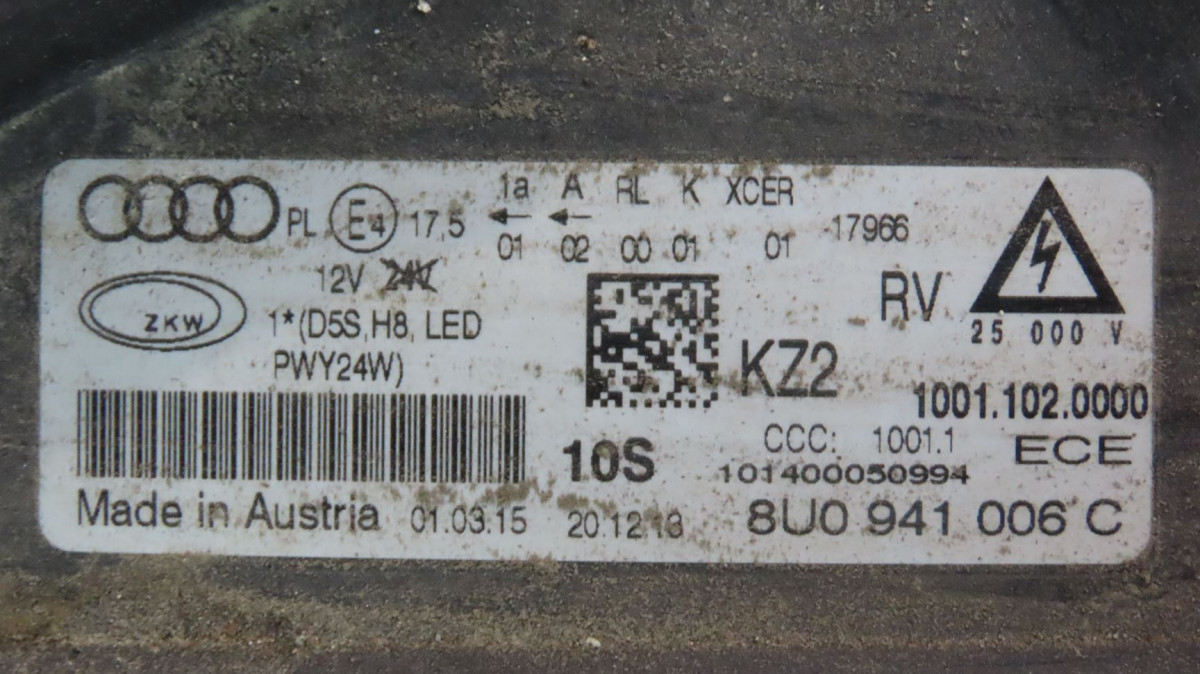 1a A RL K XCER
PL E4 17,5 01 02 00 01 01 17966
12V 24V
RV
ZKW
1*(D5S, H8, LED
PWY24W)
25 000 V
KZ2
1001.102.0000
10S
CCC: 1001.1
ECE
101400050994
Made in Austria 01.03.15 20.12.13 8U0 941 006 C